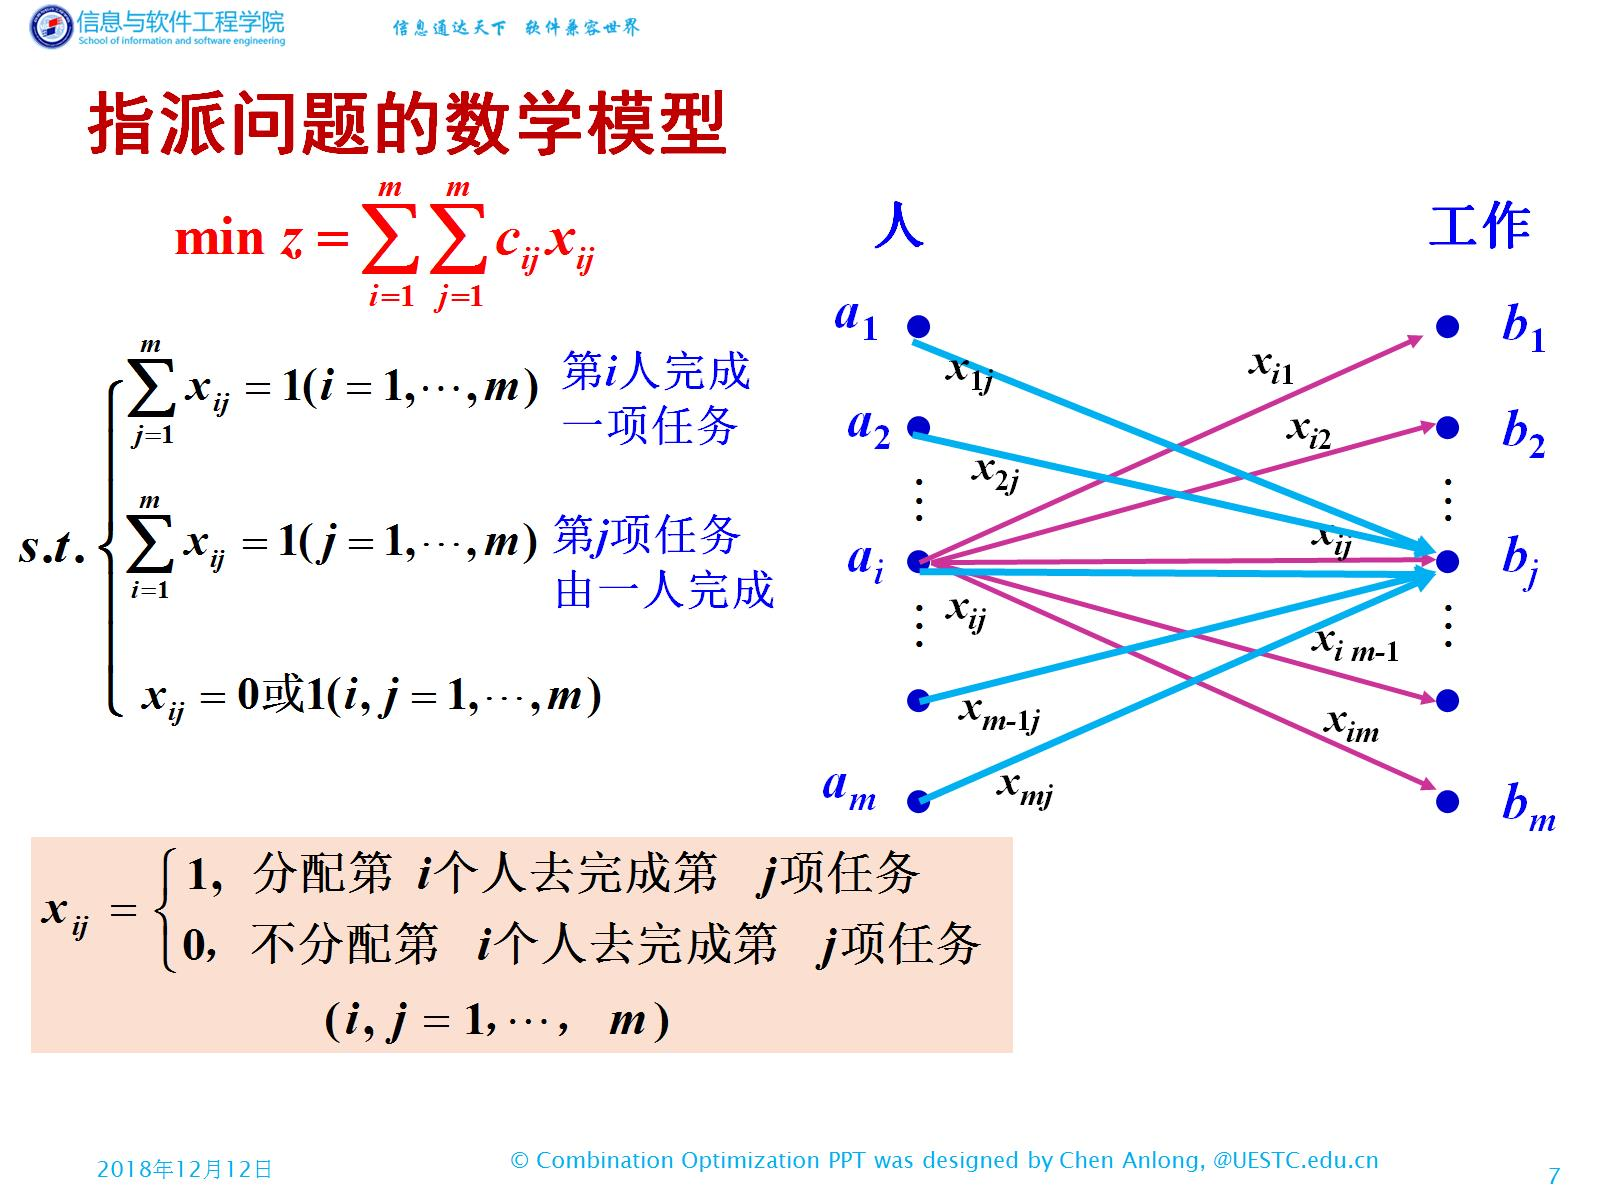 信息与软件工程学院
School of information and software engineering
信息通达天下 软件兼容世界
指派问题的数学模型
min z = ∑_{i=1}^{m} ∑_{j=1}^{m} c_{ij} x_{ij}
s.t.
∑_{j=1}^{m} x_{ij} = 1(i = 1,⋯,m)
第i人完成
一项任务
∑_{i=1}^{m} x_{ij} = 1( j = 1,⋯,m)
第j项任务
由一人完成
x_{ij} = 0或1(i, j = 1,⋯,m)
人 工作
a1 b1
x1j xi1
a2 b2
xi2
x2j
⋮ ⋮
xij
ai bj
xij
⋮ ⋮
xi m-1
xm-1j xim
am bm
xmj
x_{ij} =
1, 分配第 i个人去完成第 j项任务
0, 不分配第 i个人去完成第 j项任务
(i, j = 1, ⋯, m)
2018年12月12日
© Combination Optimization PPT was designed by Chen Anlong, @UESTC.edu.cn
7